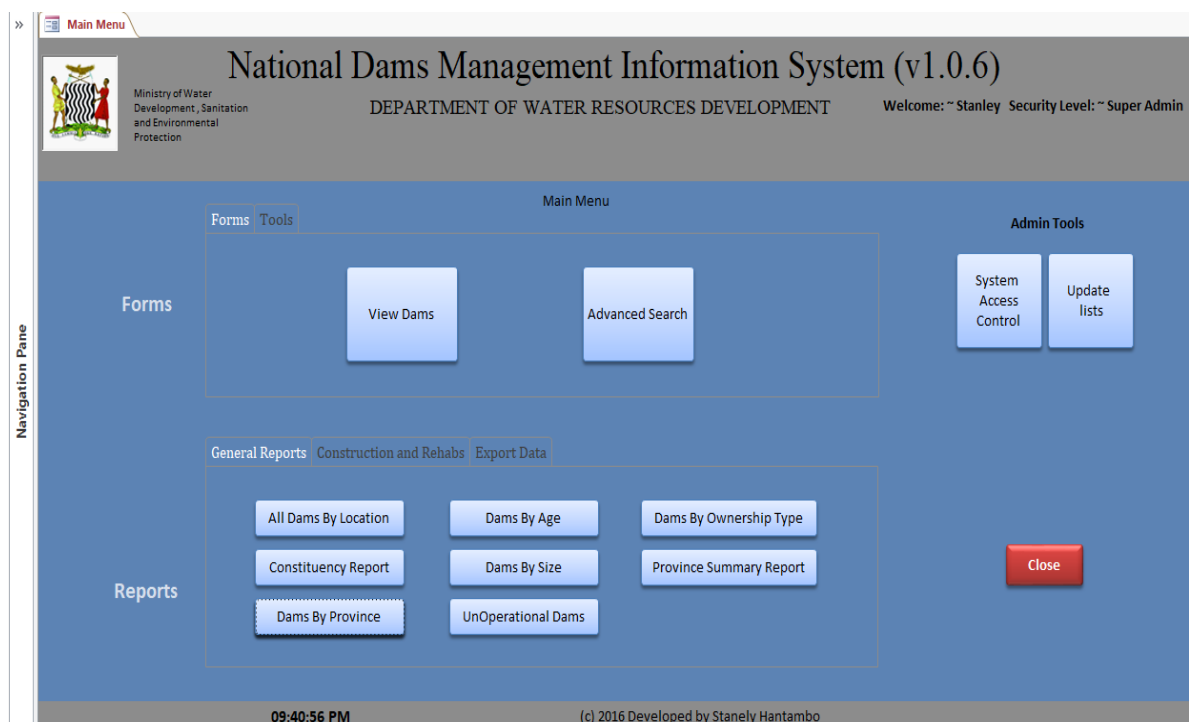 »
Main Menu
National Dams Management Information System (v1.0.6)
Ministry of Water
Development , Sanitation
and Environmental
Protection
DEPARTMENT OF WATER RESOURCES DEVELOPMENT
Welcome: ~ Stanley Security Level: ~ Super Admin
Main Menu
Forms Tools
Admin Tools
Forms
View Dams
Advanced Search
System
Access
Control
Update
lists
Navigation Pane
General Reports Construction and Rehabs Export Data
All Dams By Location
Dams By Age
Dams By Ownership Type
Constituency Report
Dams By Size
Province Summary Report
Close
Reports
Dams By Province
UnOperational Dams
09:40:56 PM
(c) 2016 Developed by Stanely Hantambo